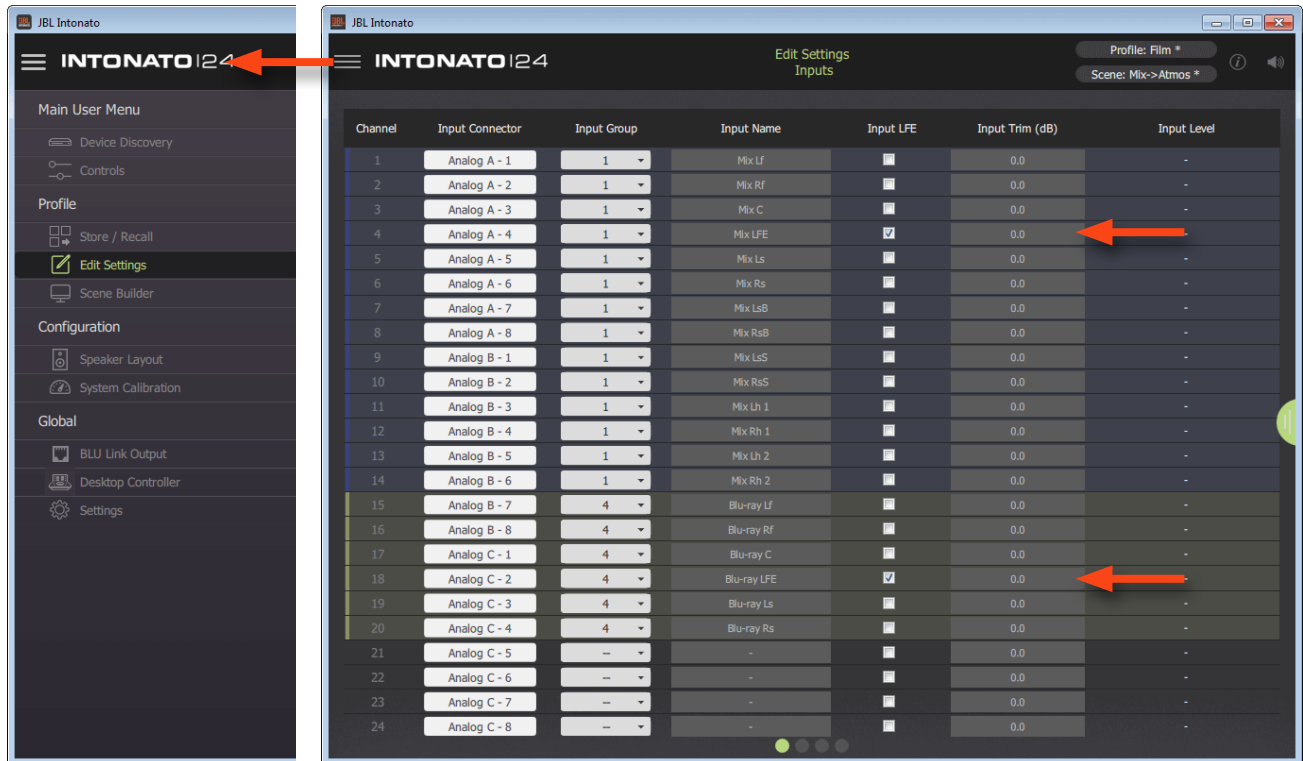 JBL Intonato
INTONATO|24
Main User Menu
Device Discovery
Controls
Profile
Store / Recall
Edit Settings
Scene Builder
Configuration
Speaker Layout
System Calibration
Global
BLU Link Output
Desktop Controller
Settings
JBL Intonato
INTONATO|24
Edit Settings
Inputs
Profile: Film *
Scene: Mix->Atmos *
Channel Input Connector Input Group Input Name Input LFE Input Trim (dB) Input Level
1 Analog A - 1 1 Mix Lf 0.0 -
2 Analog A - 2 1 Mix Rf 0.0 -
3 Analog A - 3 1 Mix C 0.0 -
4 Analog A - 4 1 Mix LFE 0.0 -
5 Analog A - 5 1 Mix Ls 0.0 -
6 Analog A - 6 1 Mix Rs 0.0 -
7 Analog A - 7 1 Mix LsB 0.0 -
8 Analog A - 8 1 Mix RsB 0.0 -
9 Analog B - 1 1 Mix LsS 0.0 -
10 Analog B - 2 1 Mix RsS 0.0 -
11 Analog B - 3 1 Mix Lh 1 0.0 -
12 Analog B - 4 1 Mix Rh 1 0.0 -
13 Analog B - 5 1 Mix Lh 2 0.0 -
14 Analog B - 6 1 Mix Rh 2 0.0 -
15 Analog B - 7 4 Blu-ray Lf 0.0 -
16 Analog B - 8 4 Blu-ray Rf 0.0 -
17 Analog C - 1 4 Blu-ray C 0.0 -
18 Analog C - 2 4 Blu-ray LFE 0.0 -
19 Analog C - 3 4 Blu-ray Ls 0.0 -
20 Analog C - 4 4 Blu-ray Rs 0.0 -
21 Analog C - 5 -- - 0.0 -
22 Analog C - 6 -- - 0.0 -
23 Analog C - 7 -- - 0.0 -
24 Analog C - 8 -- - 0.0 -